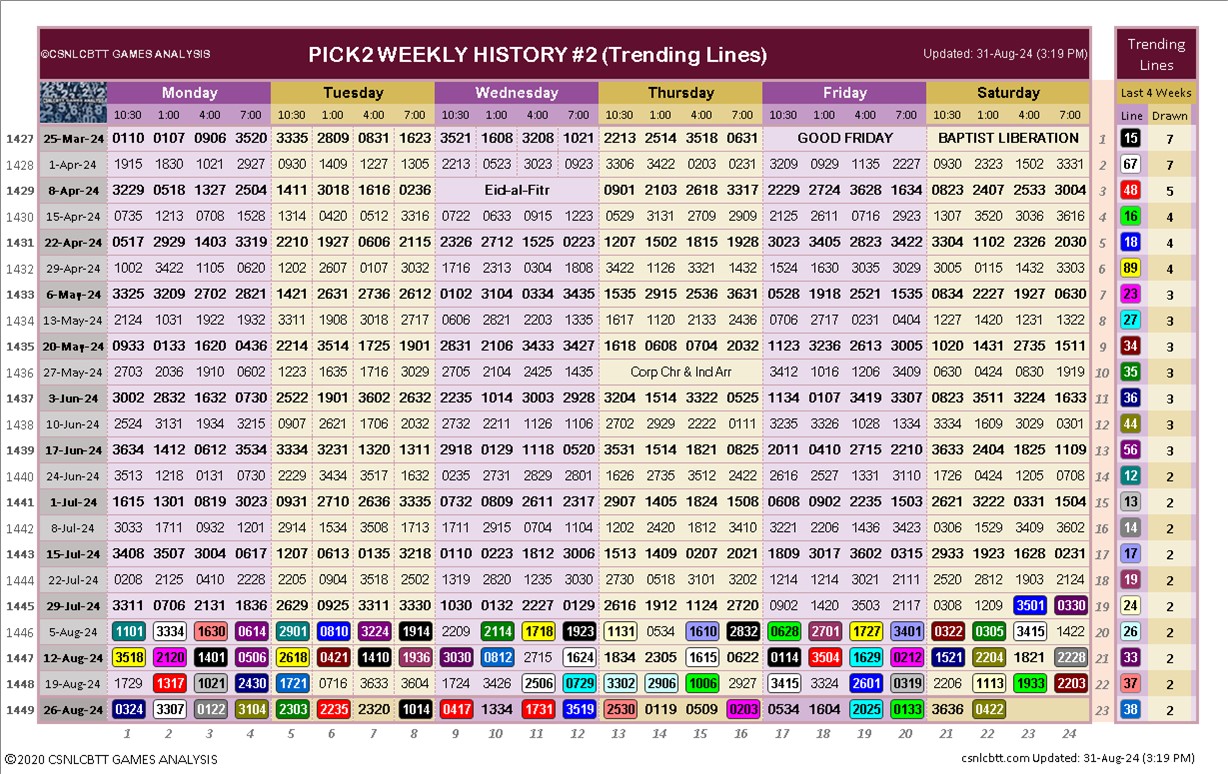 ©CSNLCBTT GAMES ANALYSIS PICK2 WEEKLY HISTORY #2 (Trending Lines) Updated: 31-Aug-24 (3:19 PM) Trending Lines
Monday Tuesday Wednesday Thursday Friday Saturday Last 4 Weeks
10:30 1:00 4:00 7:00 10:30 1:00 4:00 7:00 10:30 1:00 4:00 7:00 10:30 1:00 4:00 7:00 10:30 1:00 4:00 7:00 10:30 1:00 4:00 7:00 Line Drawn
1427 25-Mar-24 0110 0107 0906 3520 3335 2809 0831 1623 3521 1608 3208 1021 2213 2514 3518 0631 GOOD FRIDAY BAPTIST LIBERATION 1 15 7
1428 1-Apr-24 1915 1830 1021 2927 0930 1409 1227 1305 2213 0523 3023 0923 3306 3422 0203 0231 3209 0929 1135 2227 0930 2323 1502 3331 2 67 7
1429 8-Apr-24 3229 0518 1327 2504 1411 3018 1616 0236 Eid-al-Fitr 0901 2103 2618 3317 2229 2724 3628 1634 0823 2407 2533 3004 3 48 5
1430 15-Apr-24 0735 1213 0708 1528 1314 0420 0512 3316 0722 0633 0915 1223 0529 3131 2709 2909 2125 2611 0716 2923 1307 3520 3036 3616 4 16 4
1431 22-Apr-24 0517 2929 1403 3319 2210 1927 0606 2115 2326 2712 1525 0223 1207 1502 1815 1928 3023 3405 2823 3422 3304 1102 2326 2030 5 18 4
1432 29-Apr-24 1002 3422 1105 0620 1202 2607 0107 3032 1716 2313 0304 1808 3422 1126 3321 1432 1524 1630 3035 3029 3005 0115 1432 3303 6 89 4
1433 6-May-24 3325 3209 2702 2821 1421 2631 2736 2612 0102 3104 0334 3435 1535 2915 2536 3631 0528 1918 2521 1535 0834 2227 1927 0630 7 23 3
1434 13-May-24 2124 1031 1922 1932 3311 1908 3018 2717 0606 2821 2203 1335 1617 1120 2133 2436 0706 2717 0231 0404 1227 1420 1231 1322 8 27 3
1435 20-May-24 0933 0133 1620 0436 2214 3514 1725 1901 2831 2106 3433 3427 1618 0608 0704 2032 1123 3236 2613 3005 1020 1431 2735 1511 9 34 3
1436 27-May-24 2703 2036 1910 0602 1223 1635 1716 3029 2705 2104 2425 1435 Corp Chr & Ind Arr 3412 1016 1206 3409 0630 0424 0830 1919 10 35 3
1437 3-Jun-24 3002 2832 1632 0730 2522 1901 3602 2632 2235 1014 3003 2928 3204 1514 3322 0525 1134 0107 3419 3307 0823 3511 3224 1633 11 36 3
1438 10-Jun-24 2524 3131 1934 3215 0907 2621 1706 2032 2732 2211 1126 1106 2702 2929 2222 0111 3235 3326 1028 1334 3334 1609 3029 0301 12 44 3
1439 17-Jun-24 3634 1412 0612 3534 3334 3231 1320 1311 2918 0129 1118 0520 3531 1514 1821 0825 2011 0410 2715 2210 3633 2404 1825 1109 13 56 3
1440 24-Jun-24 3513 1218 0131 0730 2229 3434 3517 1632 0235 2731 2829 2801 1626 2735 3512 2422 2616 2527 1331 3110 1726 0424 1205 0708 14 12 2
1441 1-Jul-24 1615 1301 0819 3023 0931 2710 2636 3335 0732 0809 2611 2317 2907 1405 1824 1508 0608 0902 2235 1503 2621 3222 0331 1504 15 13 2
1442 8-Jul-24 3033 1711 0932 1201 2914 1534 3508 1713 1711 2915 0704 1104 1202 2420 1812 3410 3221 2206 1436 3423 0306 1529 3409 3602 16 14 2
1443 15-Jul-24 3408 3507 3004 0617 1207 0613 0135 3218 0110 0223 1812 3006 1513 1409 0207 2021 1809 3017 3602 0315 2933 1923 1628 0231 17 17 2
1444 22-Jul-24 0208 2125 0410 2228 2205 0904 3518 2502 1319 2820 1235 3030 2730 0518 3101 3202 1214 1214 3021 2111 2520 2812 1903 2124 18 19 2
1445 29-Jul-24 3311 0706 2131 1836 2629 0925 3311 3330 1030 0132 2227 0129 2616 1912 1124 2720 0902 1420 3503 2117 0308 1209 3501 0330 19 24 2
1446 5-Aug-24 1101 3334 1630 0614 2901 0810 3224 1914 2209 2114 1718 1923 1131 0534 1610 2832 0628 2701 1727 3401 0322 0305 3415 1422 20 26 2
1447 12-Aug-24 3518 2120 1401 0506 2618 0421 1410 1936 3030 0812 2715 1624 1834 2305 1615 0622 0114 3504 1629 0212 1521 2204 1821 2228 21 33 2
1448 19-Aug-24 1729 1317 1021 2430 1721 0716 3633 3604 1724 3426 2506 0729 3302 2906 1006 2927 3415 3324 2601 0319 2206 1113 1933 2203 22 37 2
1449 26-Aug-24 0324 3307 0122 3104 2303 2235 2320 1014 0417 1334 1731 3519 2530 0119 0509 0203 0534 1604 2025 0133 3636 0422 23 38 2
1 2 3 4 5 6 7 8 9 10 11 12 13 14 15 16 17 18 19 20 21 22 23 24
©2020 CSNLCBTT GAMES ANALYSIS csnlcbtt.com Updated: 31-Aug-24 (3:19 PM)